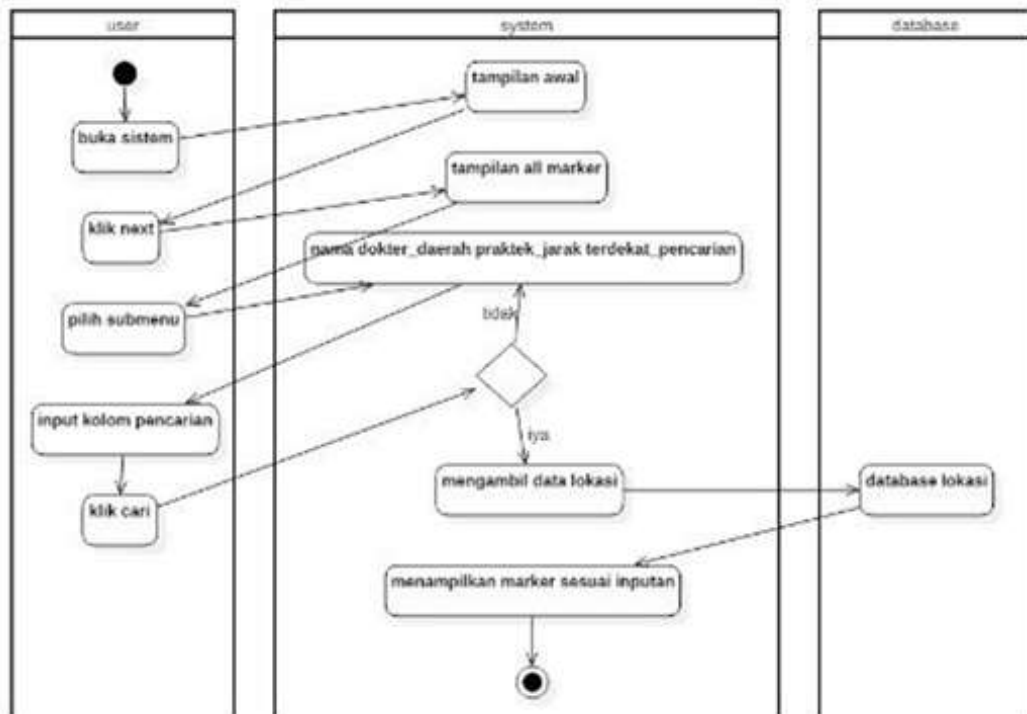 user
system
database
tampilan awal
buka sistem
tampilan all marker
klik next
nama dokter_daerah praktek_jarak terdekat_pencarian
pilih submenu
tidak
input kolom pencarian
iya
mengambil data lokasi
database lokasi
klik cari
menampilkan marker sesuai inputan